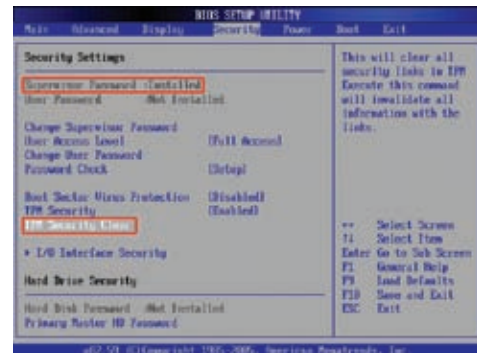 BIOS SETUP UTILITY
Main Advanced Display Security Power Boot Exit
Security Settings
Supervisor Password :Installed
User Password :Not Installed
Change Supervisor Password
User Access Level [Full Access]
Change User Password
Password Check [Setup]
Boot Sector Virus Protection [Disabled]
TPM Security [Enabled]
TPM Security Clear
I/O Interface Security
Hard Drive Security
Hard Disk Password :Not Installed
Primary Master HD Password
This will clear all
security links in TPM
Execute this command
will invalidate all
information with the
links.
Select Screen
Select Item
Enter Go to Sub Screen
F1 General Help
F9 Load Defaults
F10 Save and Exit
ESC Exit
v02.59 (C)Copyright 1985-2005, American Megatrends, Inc.